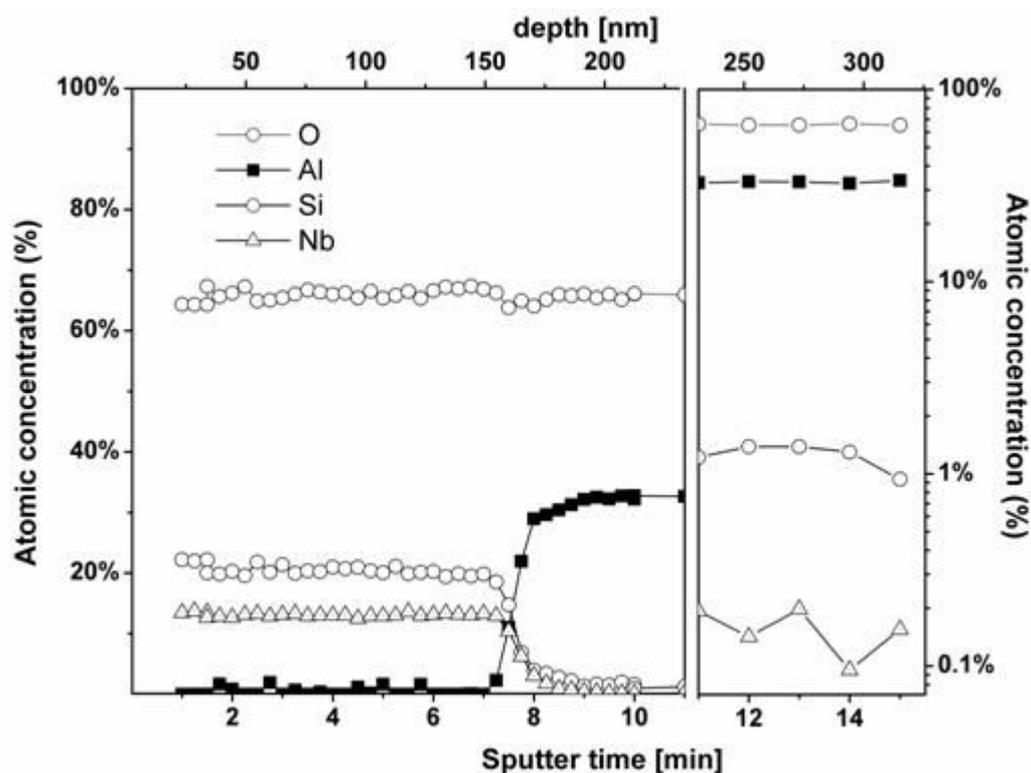 depth [nm]
50 100 150 200 250 300
100% 100%
O
Al
Si
Nb
80%
60%
40%
20%
10%
1%
0.1%
Atomic concentration (%)
Atomic concentration (%)
2 4 6 8 10 12 14
Sputter time [min]